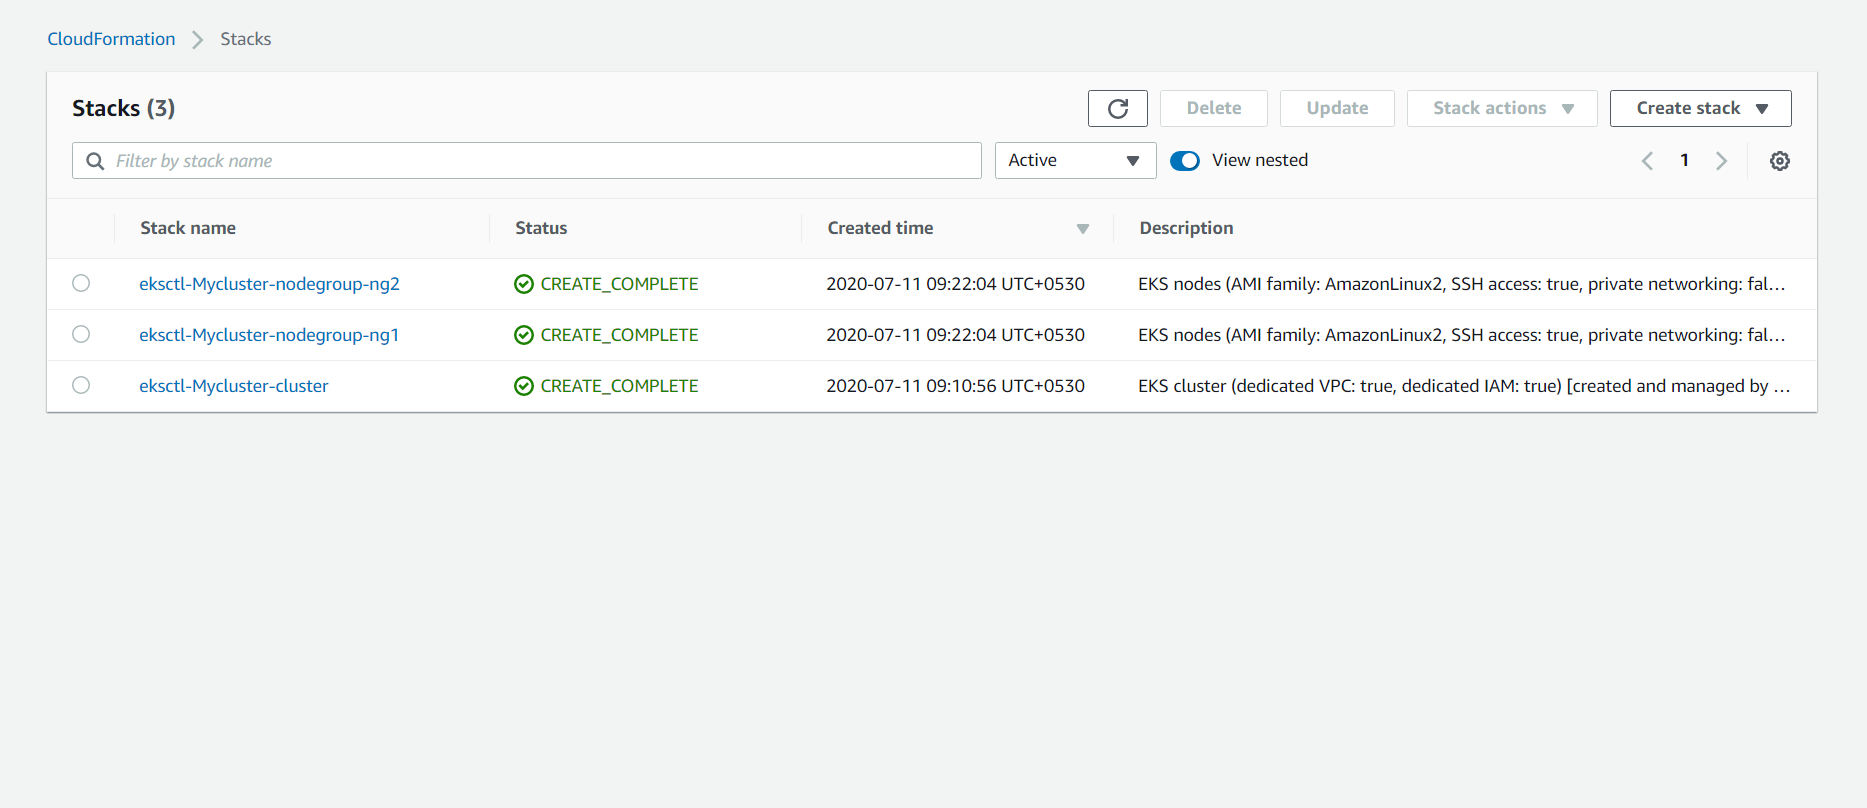 CloudFormation Stacks
Stacks (3) Delete Update Stack actions Create stack
Filter by stack name Active View nested 1
Stack name Status Created time Description
eksctl-Mycluster-nodegroup-ng2 CREATE_COMPLETE 2020-07-11 09:22:04 UTC+0530 EKS nodes (AMI family: AmazonLinux2, SSH access: true, private networking: fal…
eksctl-Mycluster-nodegroup-ng1 CREATE_COMPLETE 2020-07-11 09:22:04 UTC+0530 EKS nodes (AMI family: AmazonLinux2, SSH access: true, private networking: fal…
eksctl-Mycluster-cluster CREATE_COMPLETE 2020-07-11 09:10:56 UTC+0530 EKS cluster (dedicated VPC: true, dedicated IAM: true) [created and managed by …